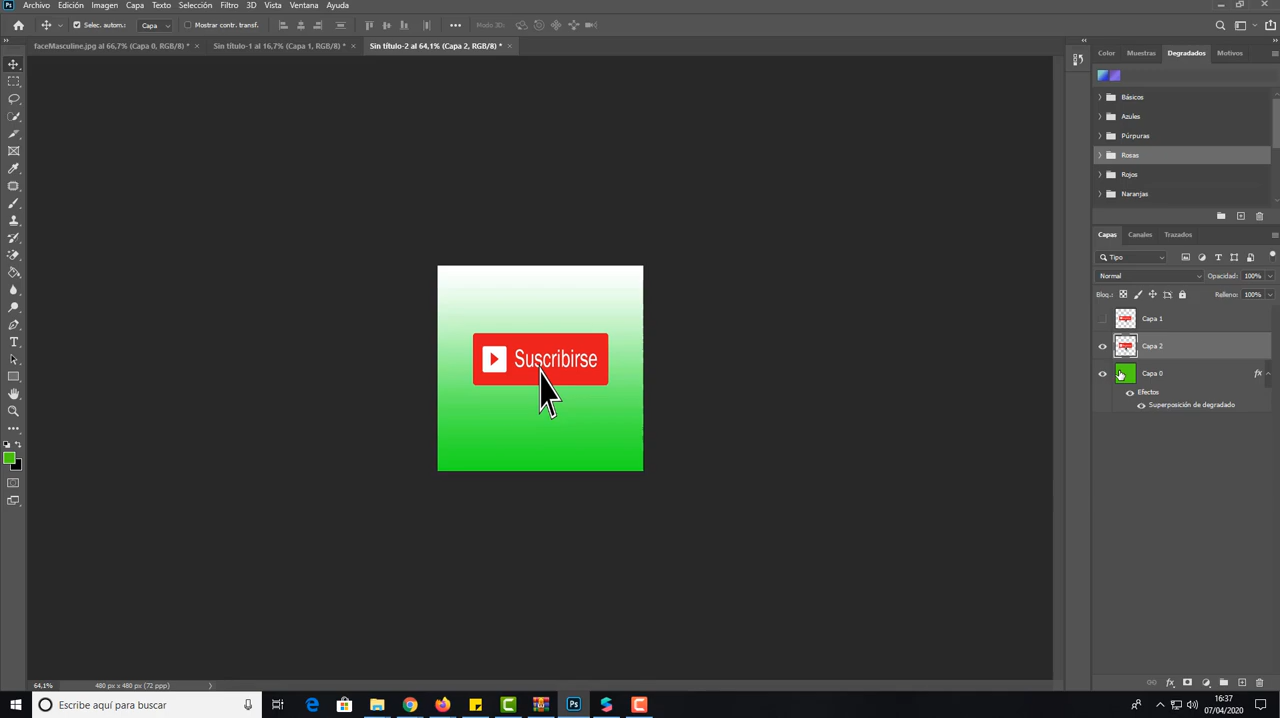 Archivo Edición Imagen Capa Texto Selección Filtro 3D Vista Ventana Ayuda
Selec. autom.: Capa Mostrar contr. transf. Modo 3D:
faceMasculine.jpg al 66,7% (Capa 0, RGB/8) * Sin título-1 al 16,7% (Capa 1, RGB/8) * Sin título-2 al 64,1% (Capa 2, RGB/8) *
Color Muestras Degradados Motivos
Básicos
Azules
Púrpuras
Rosas
Rojos
Naranjas
Capas Canales Trazados
Tipo
Normal Opacidad: 100%
Bloq.: Relleno: 100%
Capa 1
Capa 2
Capa 0 fx
Efectos
Superposición de degradado
Suscribirse
64,1% 480 px x 480 px (72 ppp)
Escribe aquí para buscar
16:37
07/04/2020